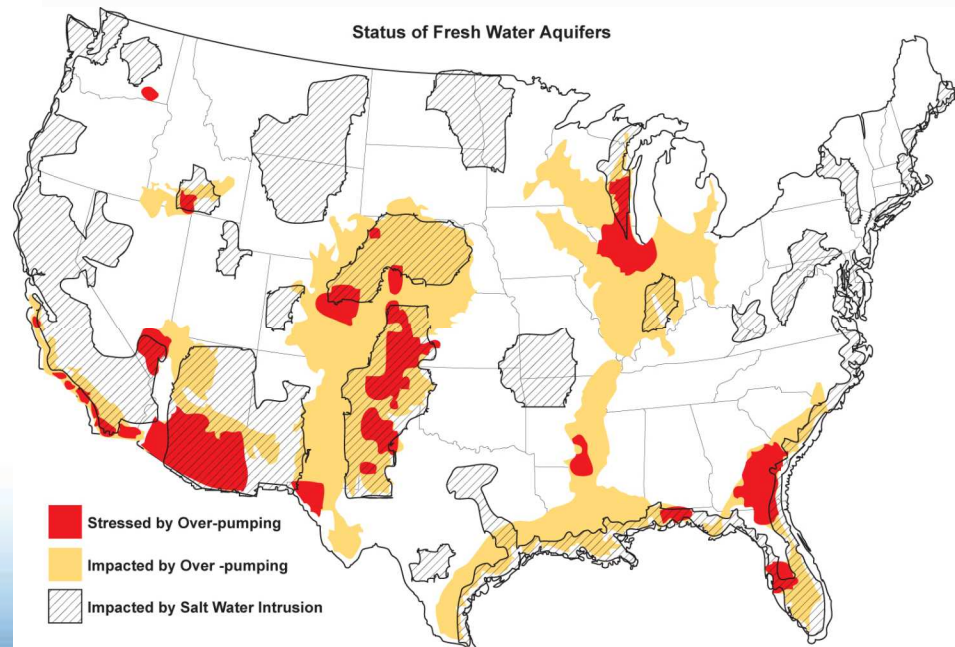 Status of Fresh Water Aquifers
Stressed by Over-pumping
Impacted by Over -pumping
Impacted by Salt Water Intrusion